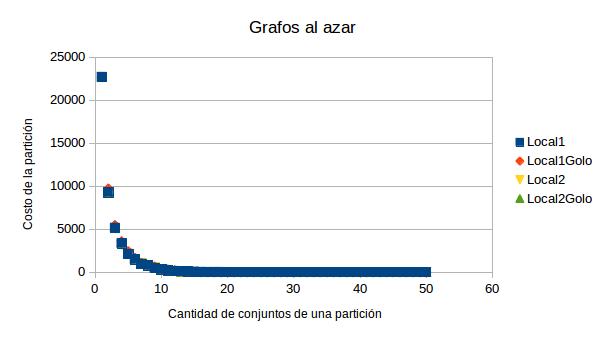 Grafos al azar
25000
20000
15000
10000
5000
0
0 10 20 30 40 50 60
Costo de la partición
Cantidad de conjuntos de una partición
Local1
Local1Golo
Local2
Local2Golo